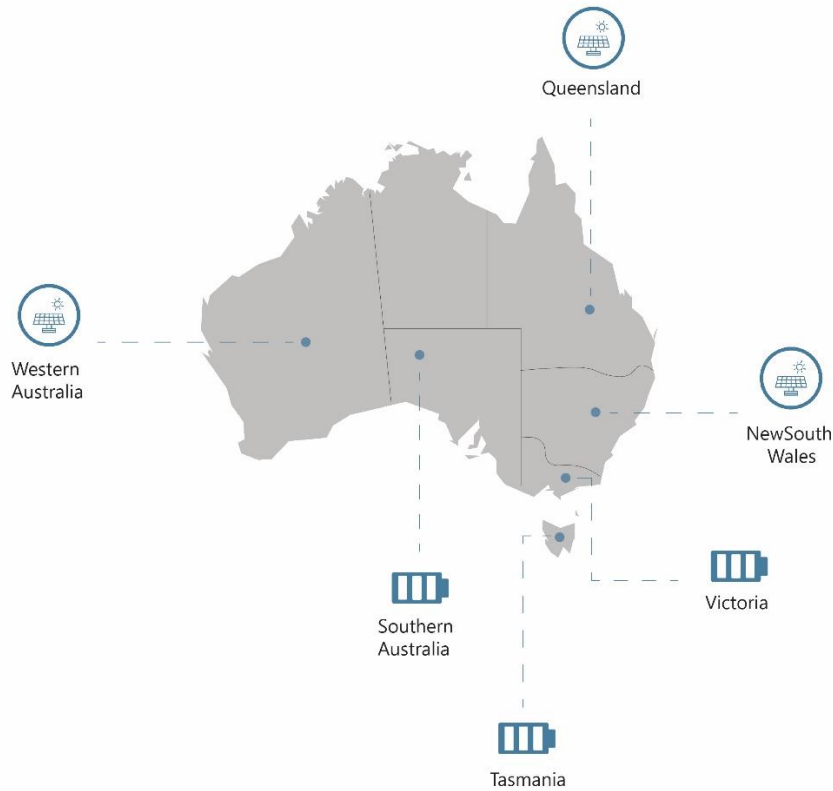 Queensland
Western
Australia
NewSouth
Wales
Victoria
Southern
Australia
Tasmania